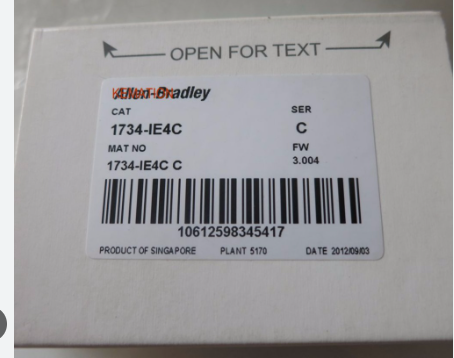 OPEN FOR TEXT
Allen-Bradley
CAT SER
1734-IE4C C
MAT NO FW
1734-IE4C C 3.004
10612598345417
PRODUCT OF SINGAPORE PLANT 5170 DATE 2012/09/03